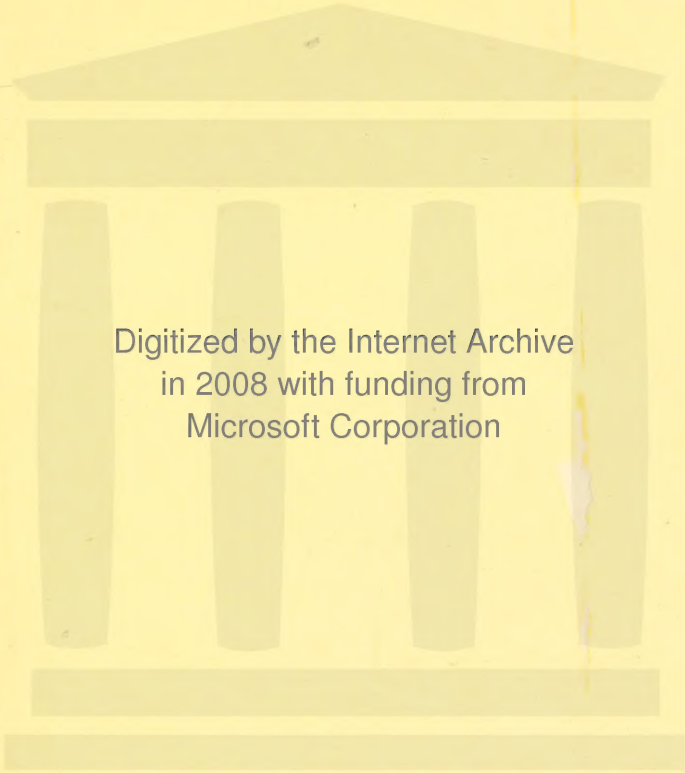 Digitized by the Internet Archive
in 2008 with funding from
Microsoft Corporation